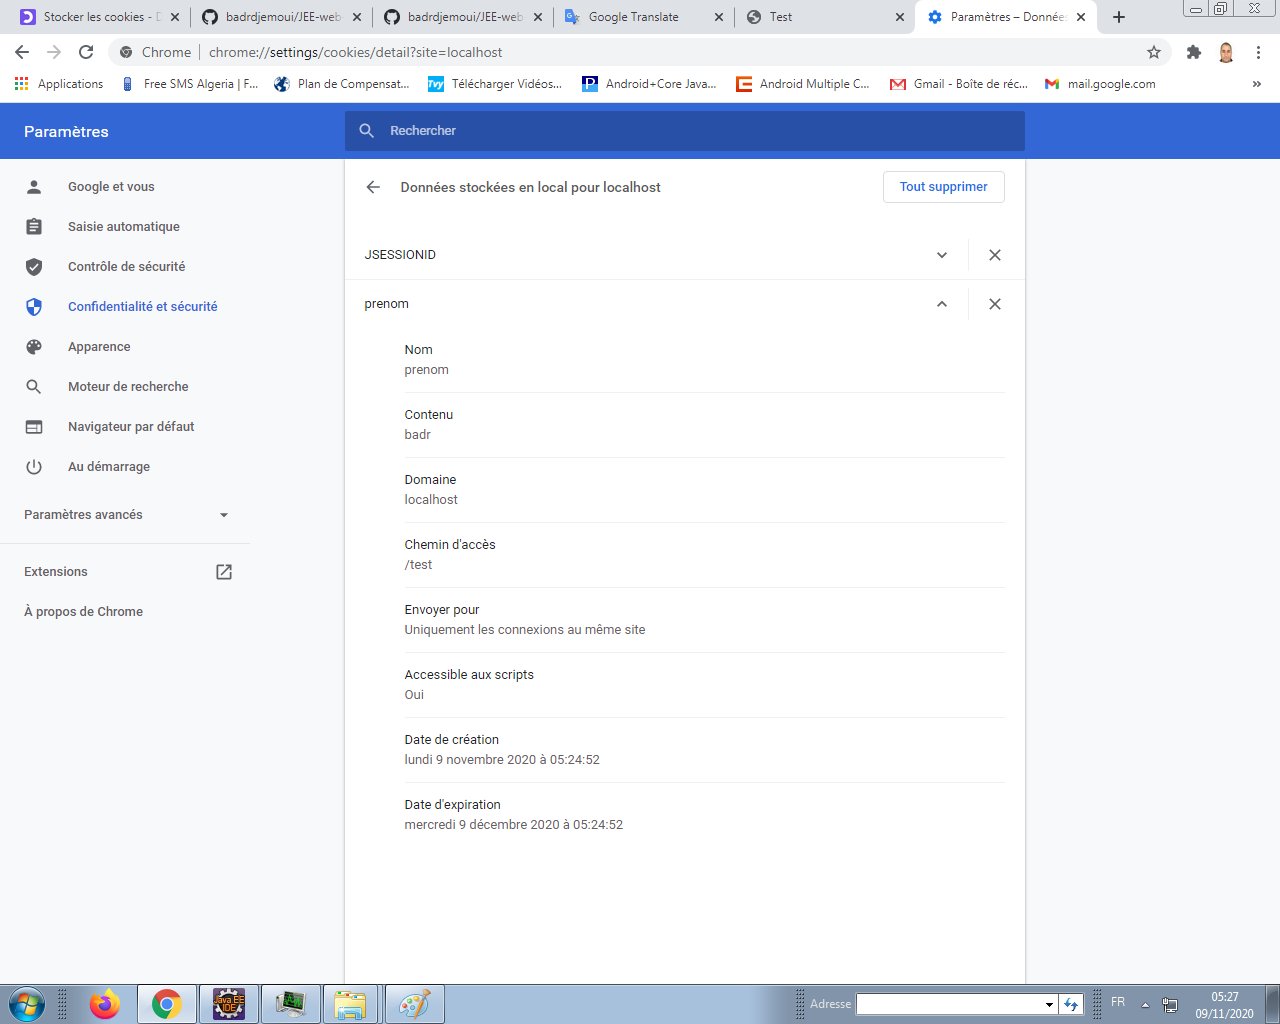 Stocker les cookies - D
badrdjemoui/JEE-web
badrdjemoui/JEE-web
Google Translate
Test
Paramètres – Données
Chrome
chrome://settings/cookies/detail?site=localhost
Applications
Free SMS Algeria | F...
Plan de Compensat...
Télécharger Vidéos...
Android+Core Java...
Android Multiple C...
Gmail - Boîte de réc...
mail.google.com
»
Paramètres
Rechercher
Google et vous
Saisie automatique
Contrôle de sécurité
Confidentialité et sécurité
Apparence
Moteur de recherche
Navigateur par défaut
Au démarrage
Paramètres avancés
Extensions
À propos de Chrome
Données stockées en local pour localhost
Tout supprimer
JSESSIONID
prenom
Nom
prenom
Contenu
badr
Domaine
localhost
Chemin d'accès
/test
Envoyer pour
Uniquement les connexions au même site
Accessible aux scripts
Oui
Date de création
lundi 9 novembre 2020 à 05:24:52
Date d'expiration
mercredi 9 décembre 2020 à 05:24:52
Java EE
IDE
Adresse
FR
05:27
09/11/2020